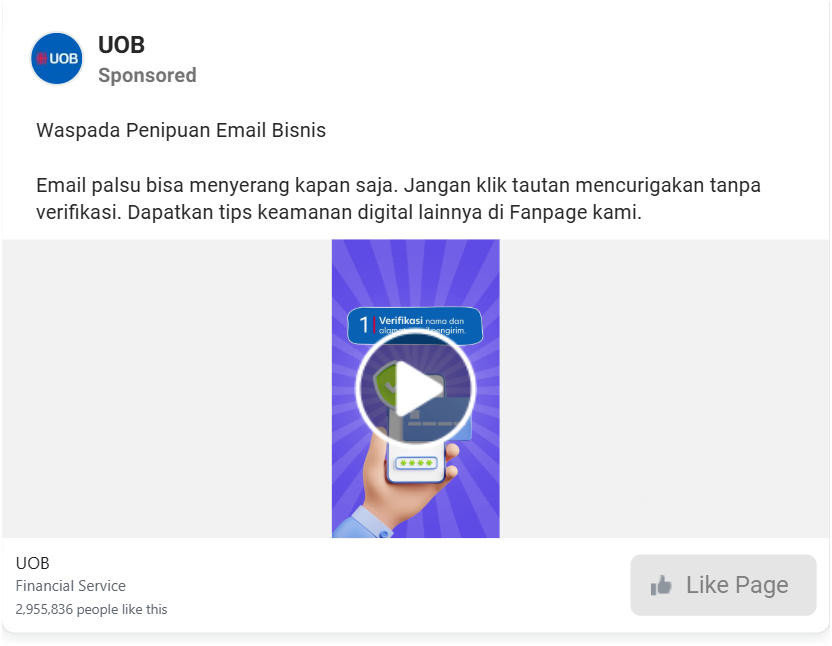 UOB
UOB
Sponsored
Waspada Penipuan Email Bisnis
Email palsu bisa menyerang kapan saja. Jangan klik tautan mencurigakan tanpa
verifikasi. Dapatkan tips keamanan digital lainnya di Fanpage kami.
1 Verifikasi nama dan
pengirim.
UOB
Financial Service
2,955,836 people like this
Like Page